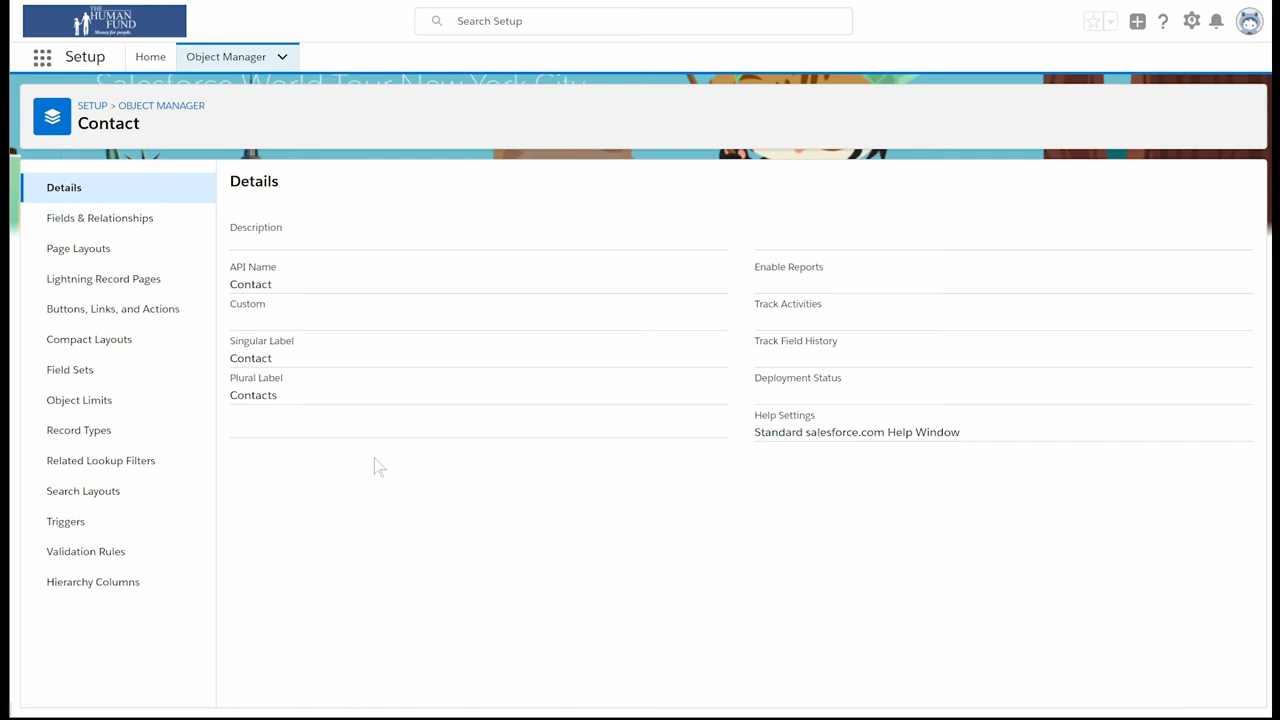 THE
HUMAN
FUND
Money for people.
Search Setup
Setup
Home
Object Manager
Salesforce World Tour New York City
SETUP > OBJECT MANAGER
Contact
Details
Fields & Relationships
Page Layouts
Lightning Record Pages
Buttons, Links, and Actions
Compact Layouts
Field Sets
Object Limits
Record Types
Related Lookup Filters
Search Layouts
Triggers
Validation Rules
Hierarchy Columns
Details
Description
API Name
Contact
Custom
Singular Label
Contact
Plural Label
Contacts
Enable Reports
Track Activities
Track Field History
Deployment Status
Help Settings
Standard salesforce.com Help Window